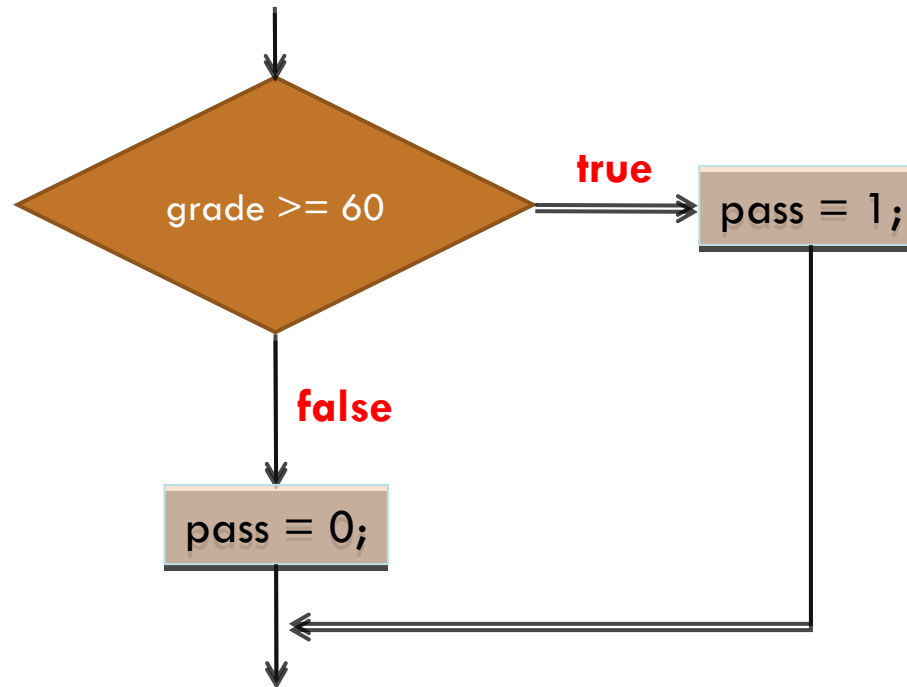 grade >= 60
true
pass = 1;
false
pass = 0;